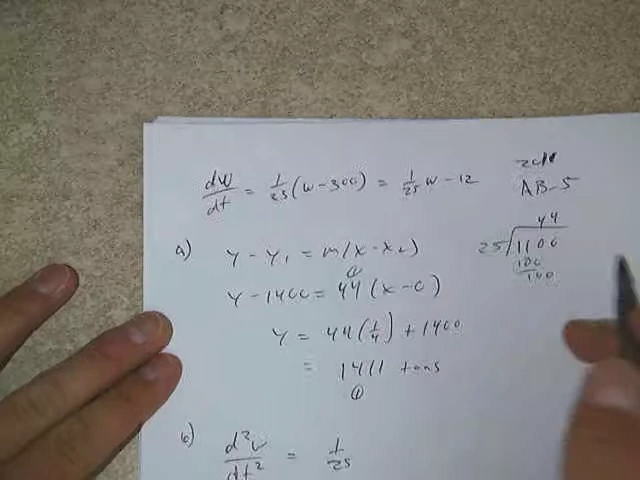 dW/dt = 1/25(W-300) = 1/25 W - 12
2011
AB-5
a) y - y₁ = m(x - x₁)
y - 1400 = 44(x - 0)
y = 44(1/4) + 1400
= 1411 tons
44
25 1100
100
100
b) d²W/dt² = 1/25